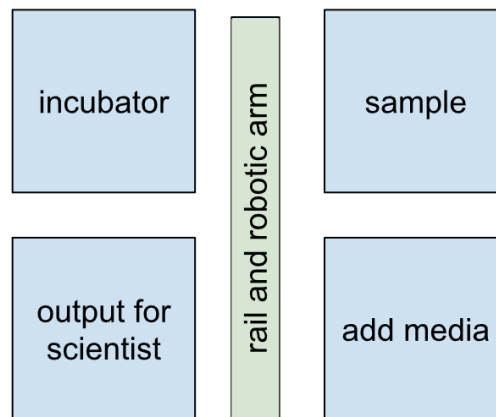 incubator
rail and robotic arm
sample
output for
scientist
add media